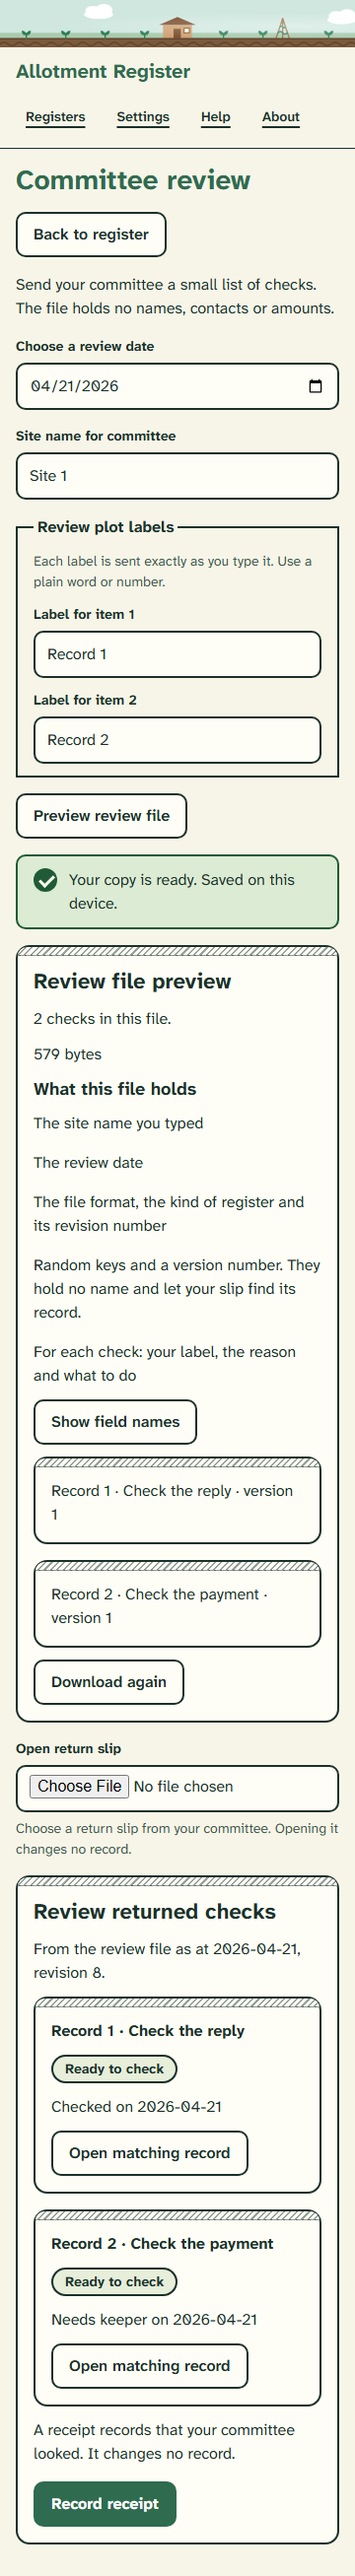 Allotment Register
Registers Settings Help About
Committee review
Back to register
Send your committee a small list of checks.
The file holds no names, contacts or amounts.
Choose a review date
04/21/2026
Site name for committee
Site 1
Review plot labels
Each label is sent exactly as you type it. Use a
plain word or number.
Label for item 1
Record 1
Label for item 2
Record 2
Preview review file
Your copy is ready. Saved on this
device.
Review file preview
2 checks in this file.
579 bytes
What this file holds
The site name you typed
The review date
The file format, the kind of register and
its revision number
Random keys and a version number. They
hold no name and let your slip find its
record.
For each check: your label, the reason
and what to do
Show field names
Record 1 · Check the reply · version
1
Record 2 · Check the payment ·
version 1
Download again
Open return slip
Choose File No file chosen
Choose a return slip from your committee. Opening it
changes no record.
Review returned checks
From the review file as at 2026-04-21,
revision 8.
Record 1 · Check the reply
Ready to check
Checked on 2026-04-21
Open matching record
Record 2 · Check the payment
Ready to check
Needs keeper on 2026-04-21
Open matching record
A receipt records that your committee
looked. It changes no record.
Record receipt